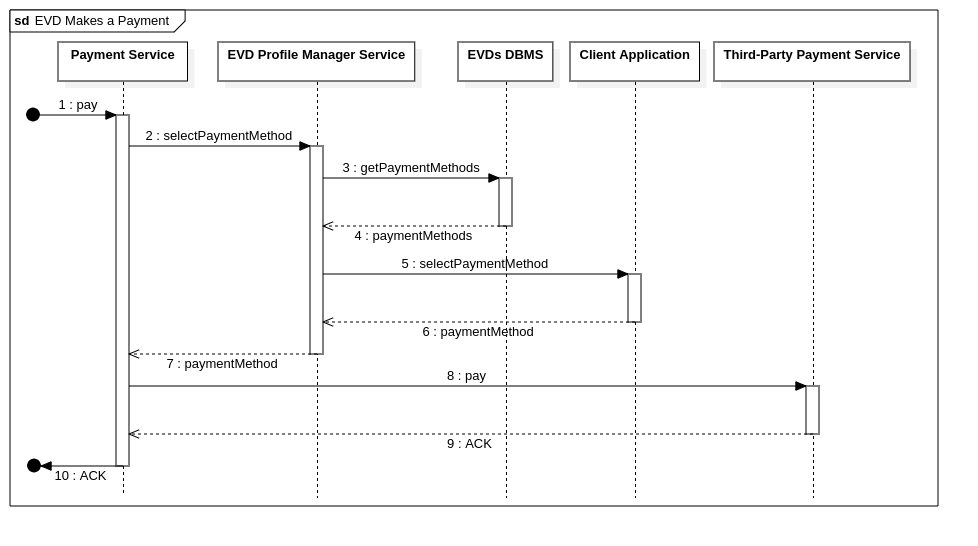 sd EVD Makes a Payment
Payment Service
EVD Profile Manager Service
EVDs DBMS
Client Application
Third-Party Payment Service
1 : pay
2 : selectPaymentMethod
3 : getPaymentMethods
4 : paymentMethods
5 : selectPaymentMethod
6 : paymentMethod
7 : paymentMethod
8 : pay
9 : ACK
10 : ACK